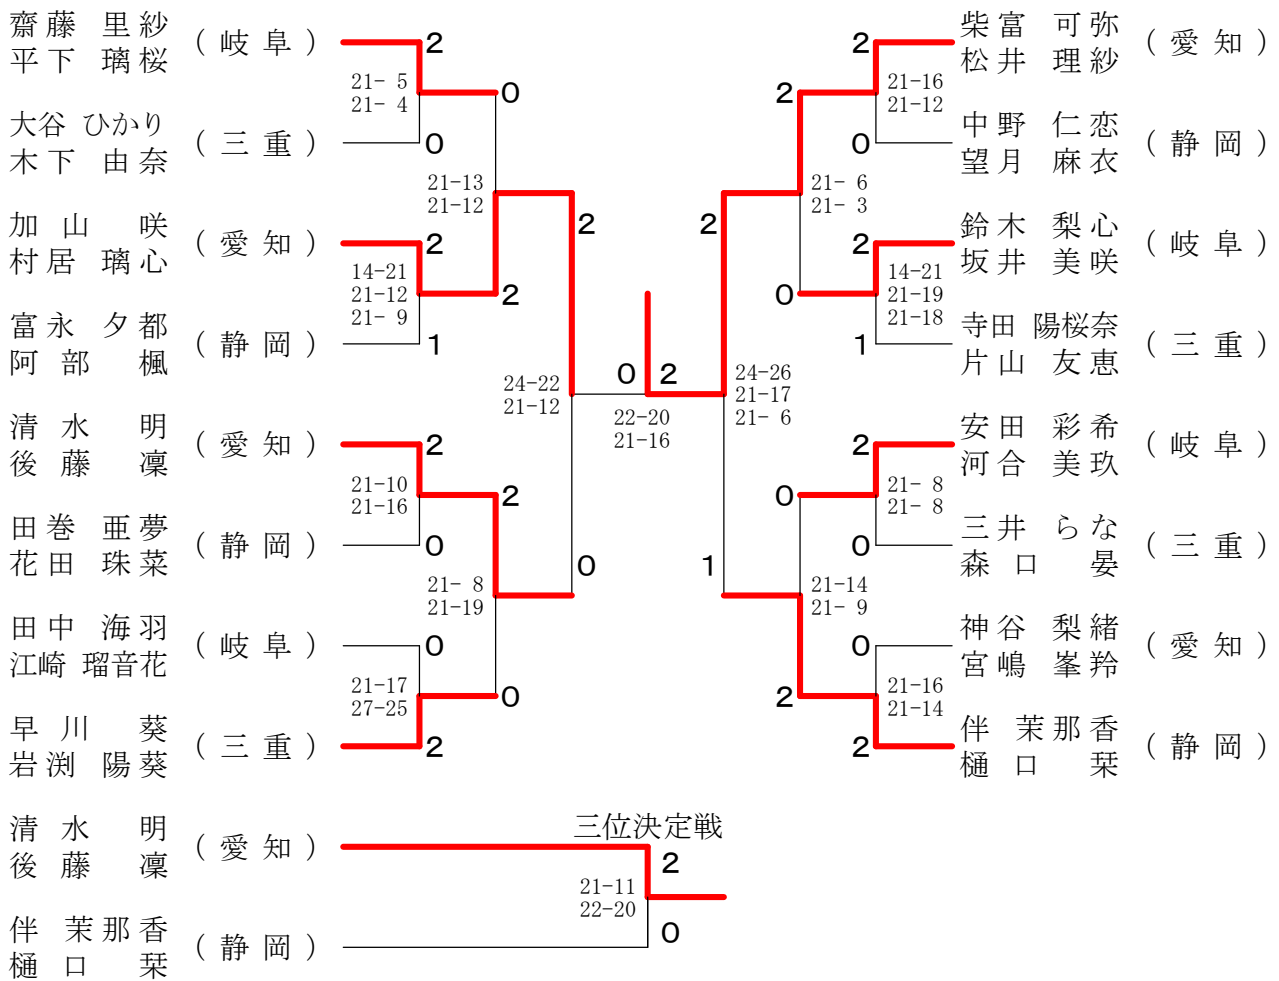 齋藤 里紗
平下 璃桜
(岐阜)
2
21- 5
21- 4
0
大谷 ひかり
木下 由奈
(三重)
0
21-13
21-12
加山 咲
村居 璃心
(愛知)
2
2
14-21
21-12
21- 9
2
富永 夕都
阿部 楓
(静岡)
1
24-22
21-12
清水 明
後藤 凜
(愛知)
2
21-10
21-16
2
田巻 亜夢
花田 珠菜
(静岡)
0
0
21- 8
21-19
田中 海羽
江崎 瑠音花
(岐阜)
0
21-17
27-25
0
早川 葵
岩渕 陽葵
(三重)
2
0 2
22-20
21-16
2
柴富 可弥
松井 理紗
(愛知)
21-16
21-12
2
0
中野 仁恋
望月 麻衣
(静岡)
21- 6
21- 3
2
2
鈴木 梨心
坂井 美咲
(岐阜)
14-21
21-19
21-18
0
1
寺田 陽桜奈
片山 友恵
(三重)
24-26
21-17
21- 6
2
安田 彩希
河合 美玖
(岐阜)
21- 8
21- 8
0
0
三井 らな
森口 晏
(三重)
1
21-14
21- 9
0
神谷 梨緒
宮嶋 峯羚
(愛知)
21-16
21-14
2
2
伴 茉那香
樋口 栞
(静岡)
三位決定戦
清水 明
後藤 凜
(愛知)
2
21-11
22-20
伴 茉那香
樋口 栞
(静岡)
0